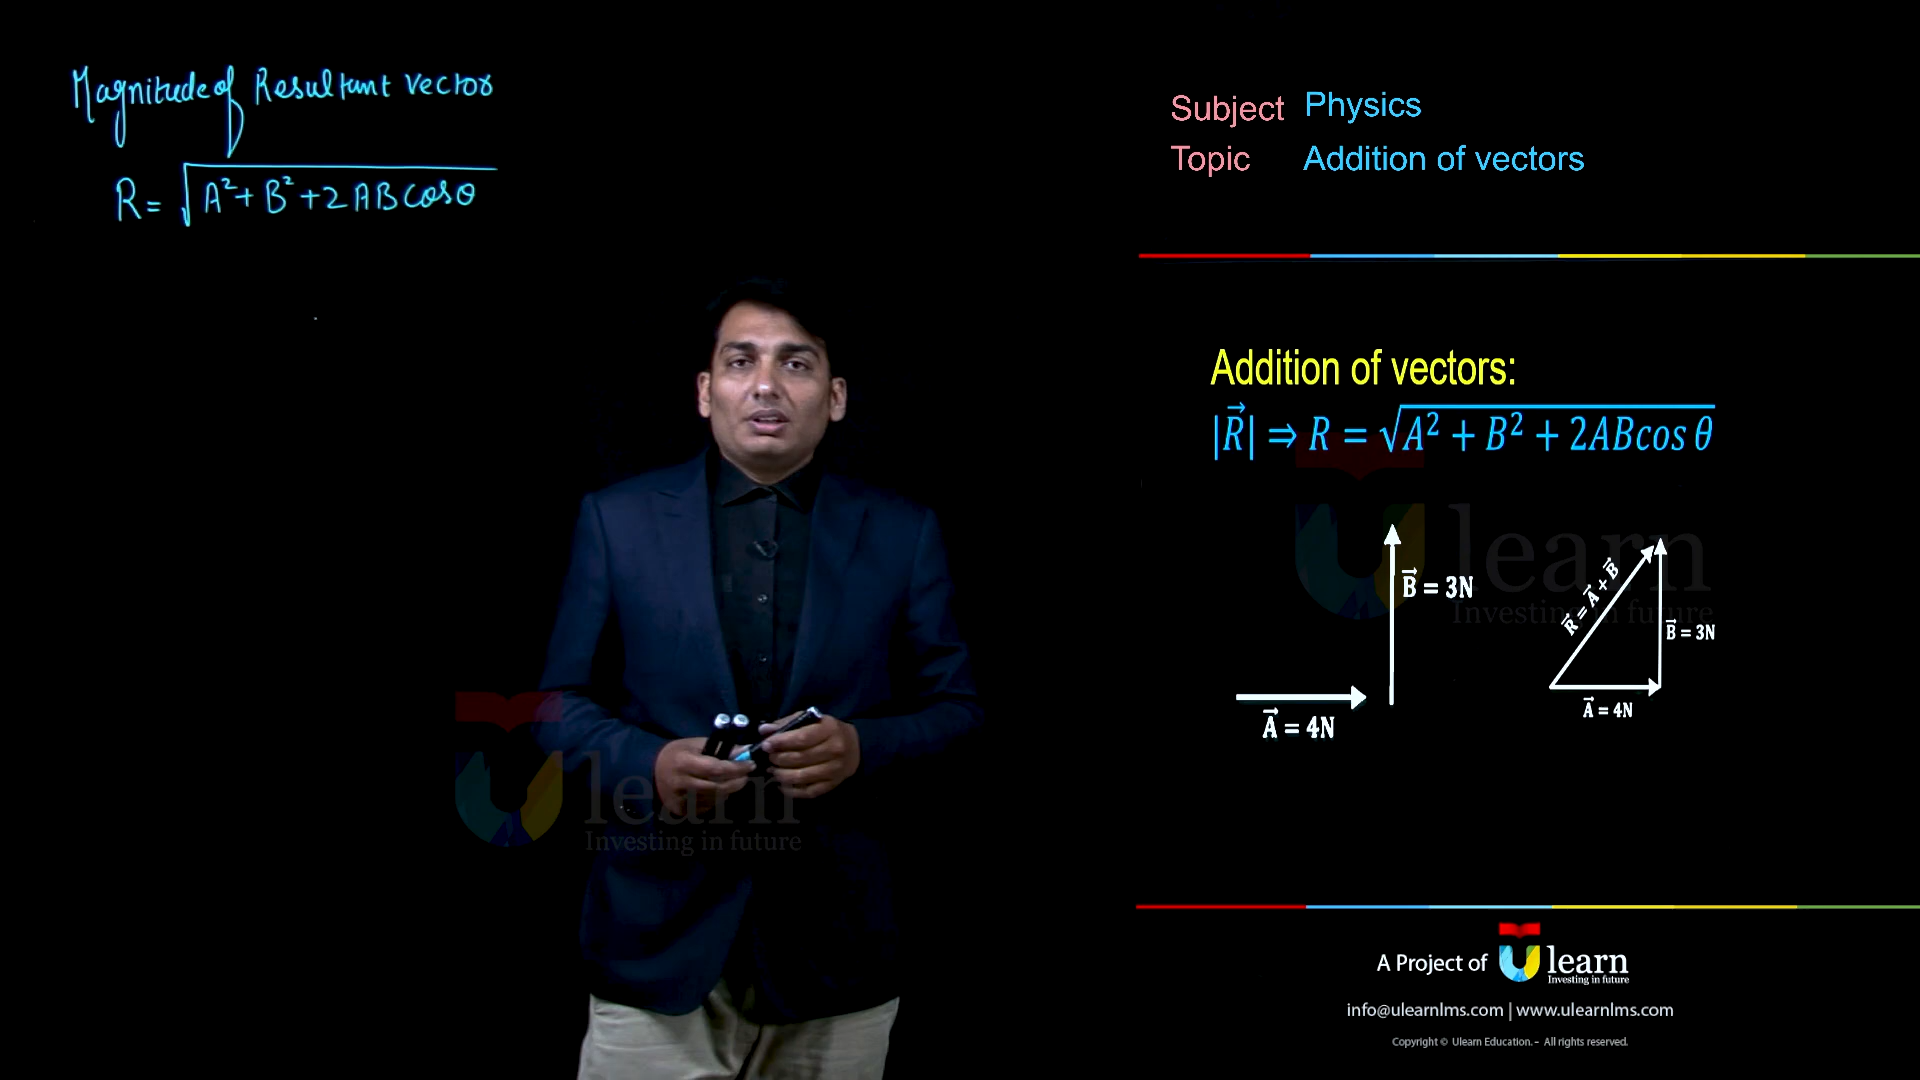 Magnitude of Resultant vector
R = √A² + B² + 2ABcosθ
Subject Physics
Topic Addition of vectors
Addition of vectors:
|R⃗| ⇒ R = √A² + B² + 2ABcos θ
B⃗ = 3N
A⃗ = 4N
R⃗ = A⃗ + B⃗
B⃗ = 3N
A⃗ = 4N
learn
Investing in future
learn
Investing in future
A Project of Ulearn
Investing in future
info@ulearnlms.com | www.ulearnlms.com
Copyright © Ulearn Education. – All rights reserved.